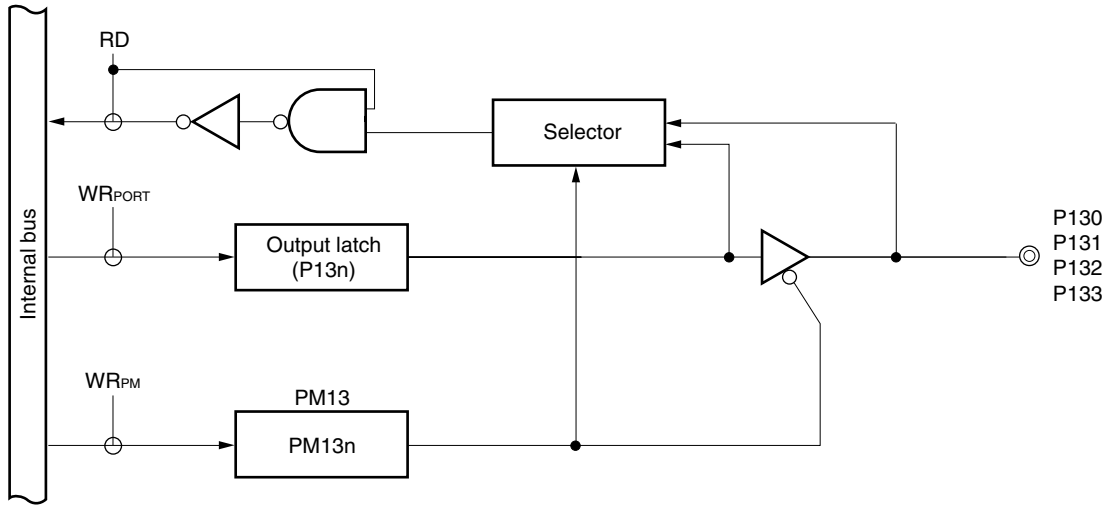 RD
Selector
WRPORT
Output latch
(P13n)
Internal bus
P130
P131
P132
P133
WRPM
PM13
PM13n